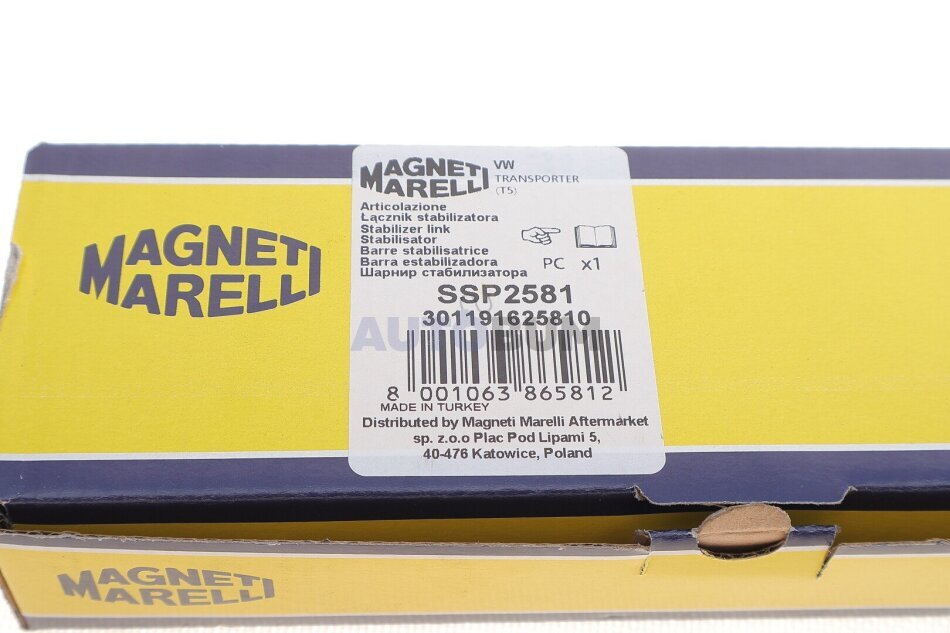 MAGNETI
MARELLI
VW
TRANSPORTER
(T5)
Articolazione
Łącznik stabilizatora
Stabilizer link
Stabilisator
Barre stabilisatrice
Barra estabilizadora
Шарнир стабилизатора
PC x1
SSP2581
301191625810
AUTODUM
8 001063 865812
MADE IN TURKEY
Distributed by Magneti Marelli Aftermarket
sp. z.o.o Plac Pod Lipami 5,
40-476 Katowice, Poland
MAGNETI
MARELLI
MAGNETI
MARELLI